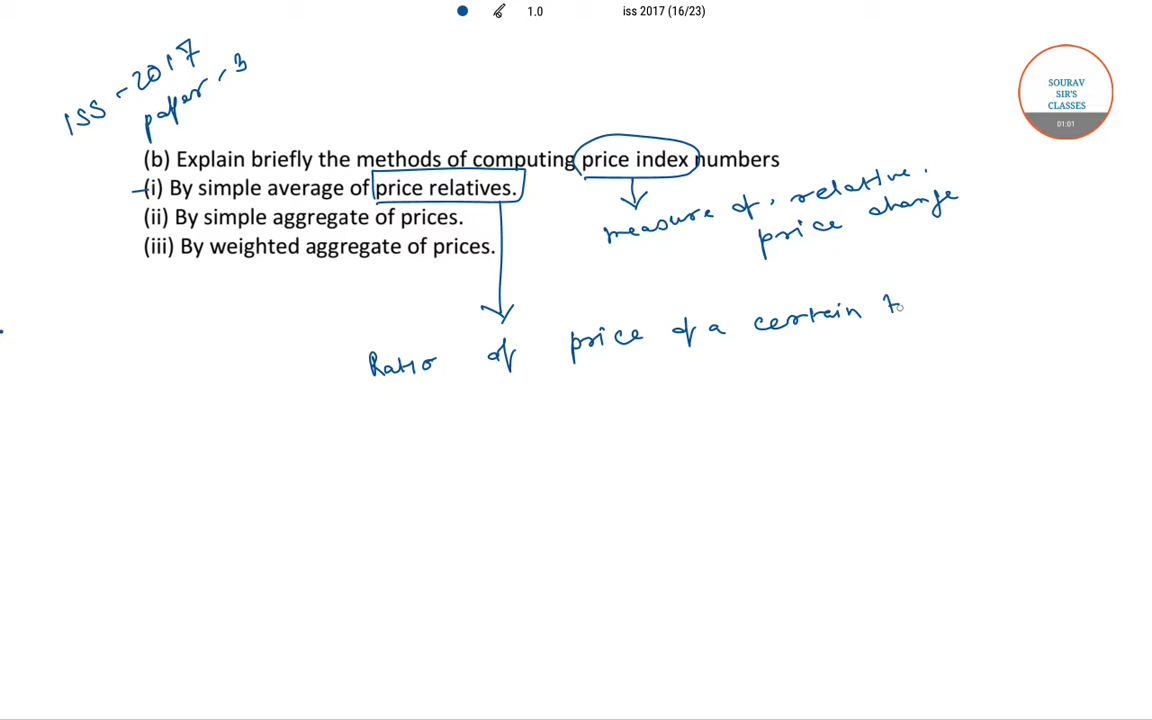 1.0 iss 2017 (16/23)
ISS - 2017
paper - 3
SOURAV
SIR'S
CLASSES
01:01
(b) Explain briefly the methods of computing price index numbers
(i) By simple average of price relatives.
(ii) By simple aggregate of prices.
(iii) By weighted aggregate of prices.
measure of relative
price change
Ratio of price of a certain